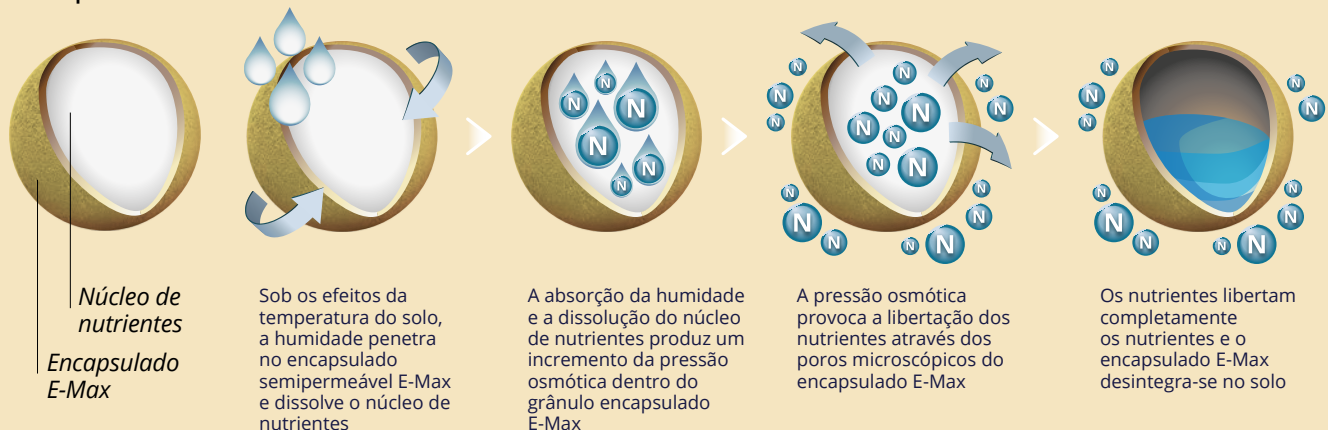 N N N N N N
N N N N N N N N N N N N N N N N N
N N N N N N N N N
Núcleo de
nutrientes
Encapsulado
E-Max
Sob os efeitos da
temperatura do solo,
a humidade penetra
no encapsulado
semipermeável E-Max
e dissolve o núcleo de
nutrientes
A absorção da humidade
e a dissolução do núcleo
de nutrientes produz um
incremento da pressão
osmótica dentro do
grânulo encapsulado
E-Max
A pressão osmótica
provoca a libertação dos
nutrientes através dos
poros microscópicos do
encapsulado E-Max
Os nutrientes libertam
completamente
os nutrientes e o
encapsulado E-Max
desintegra-se no solo